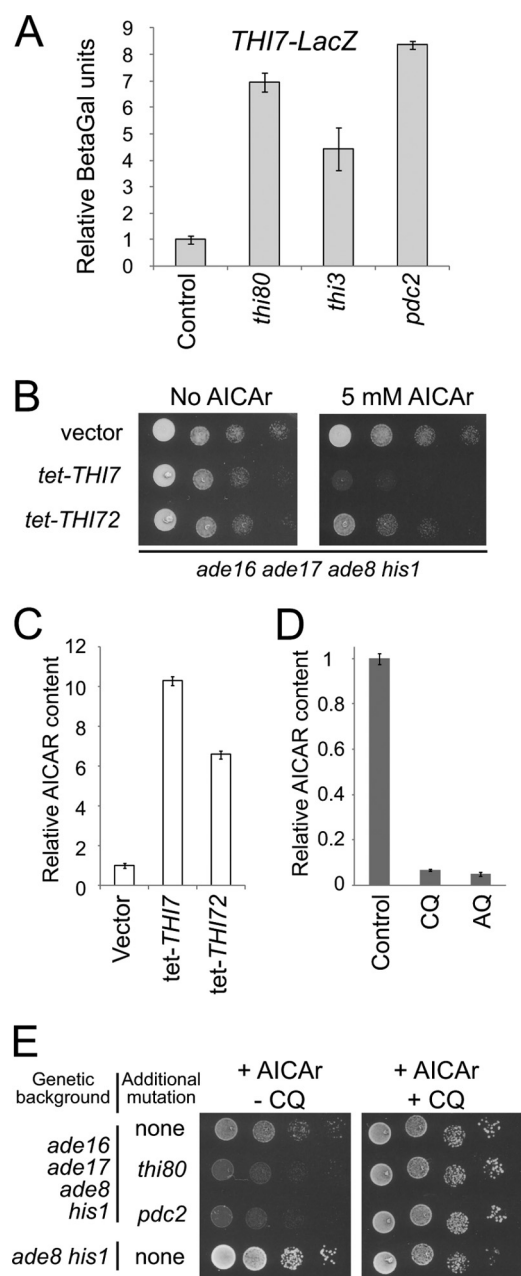 A
THI7-LacZ
Relative BetaGal units
9
8
7
6
5
4
3
2
1
0
Control
thi80
thi3
pdc2
B
No AICAr
5 mM AICAr
vector
tet-THI7
tet-THI72
ade16 ade17 ade8 his1
C
Relative AICAR content
12
10
8
6
4
2
0
Vector
tet-THI7
tet-THI72
D
Relative AICAR content
1
0.8
0.6
0.4
0.2
0
Control
CQ
AQ
E
Genetic background
Additional mutation
+ AICAr
- CQ
+ AICAr
+ CQ
ade16
ade17
ade8
his1
none
thi80
pdc2
ade8 his1
none